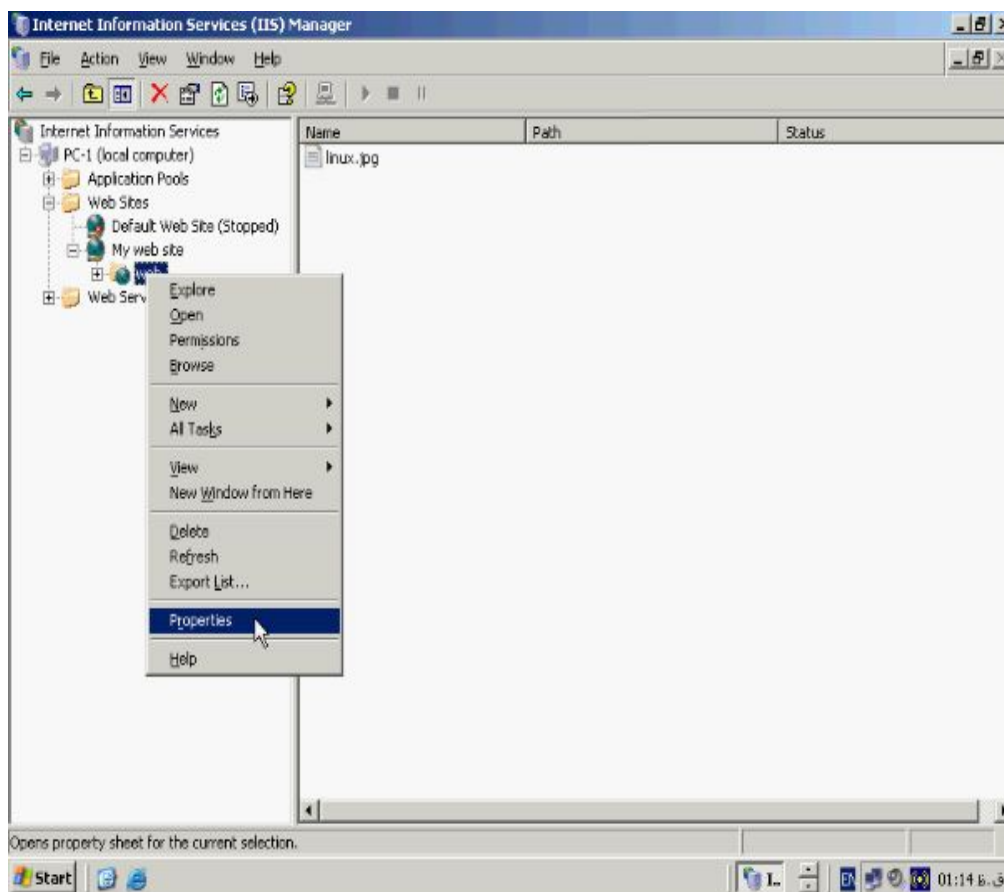 Internet Information Services (IIS) Manager
File Action View Window Help
Internet Information Services
PC-1 (local computer)
Application Pools
Web Sites
Default Web Site (Stopped)
My web site
web
Web Serv
Name Path Status
linux.jpg
Explore
Open
Permissions
Browse
New
All Tasks
View
New Window from Here
Delete
Refresh
Export List...
Properties
Help
Opens property sheet for the current selection.
Start
I..
EN
01:14